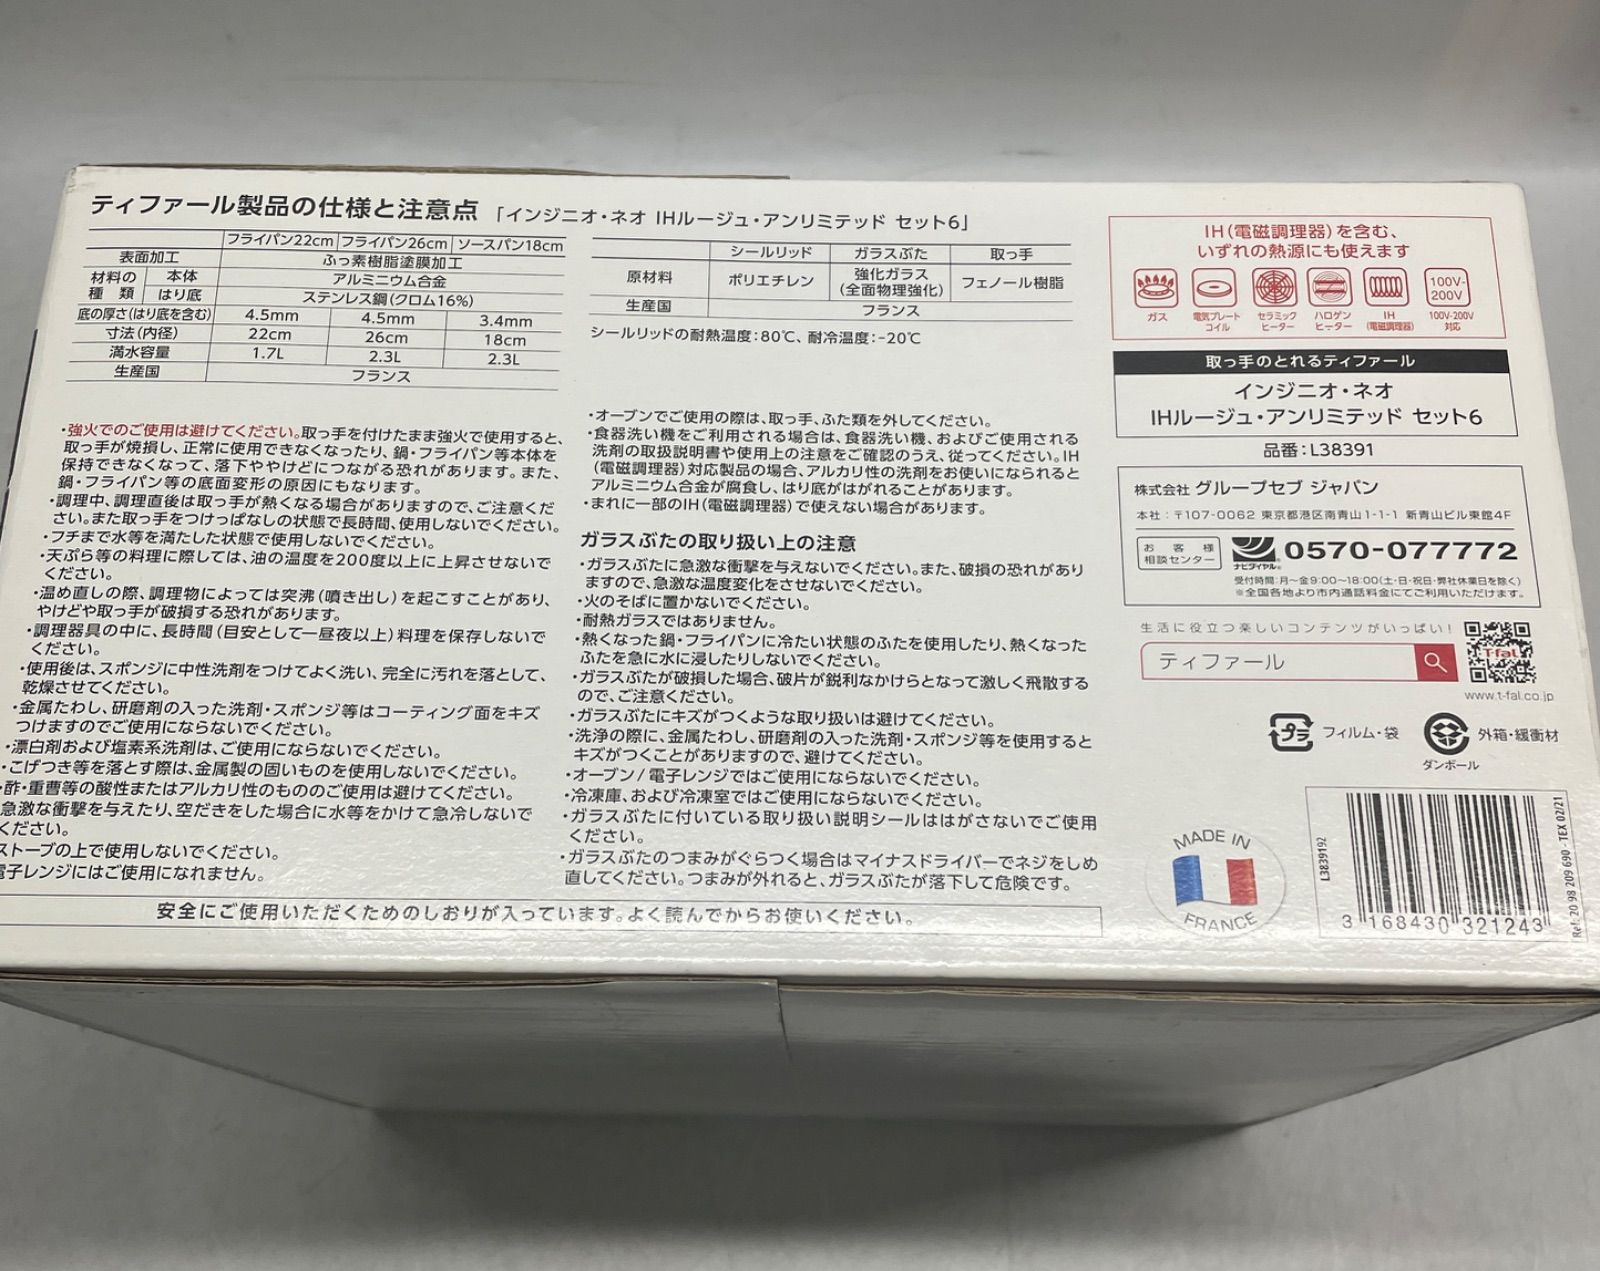 ティファール製品の仕様と注意点 「インジニオ・ネオ IHルージュ・アンリミテッド セット6」
フライパン22cm フライパン26cm ソースパン18cm
表面加工 ふっ素樹脂塗膜加工
材料の種類 本体 アルミニウム合金
はり底 ステンレス鋼(クロム16%)
底の厚さ(はり底を含む) 4.5mm 4.5mm 3.4mm
寸法(内径) 22cm 26cm 18cm
満水容量 1.7L 2.3L 2.3L
生産国 フランス
シールリッド ガラスぶた 取っ手
原材料 ポリエチレン 強化ガラス(全面物理強化) フェノール樹脂
生産国 フランス
シールリッドの耐熱温度:80℃、耐冷温度:-20℃
・強火でのご使用は避けてください。取っ手を付けたまま強火で使用すると、
取っ手が焼損し、正常に使用できなくなったり、鍋・フライパン等本体を
保持できなくなって、落下ややけどにつながる恐れがあります。また、
鍋・フライパン等の底面変形の原因にもなります。
・調理中、調理直後は取っ手が熱くなる場合がありますので、ご注意くだ
さい。また取っ手をつけっぱなしの状態で長時間、使用しないでください。
・フチまで水等を満たした状態で使用しないでください。
・天ぷら等の料理に際しては、油の温度を200度以上に上昇させないで
ください。
・温め直しの際、調理物によっては突沸(噴き出し)を起こすことがあり、
やけどや取っ手が破損する恐れがあります。
・調理器具の中に、長時間(目安として一昼夜以上)料理を保存しないで
ください。
・使用後は、スポンジに中性洗剤をつけてよく洗い、完全に汚れを落として、
乾燥させてください。
・金属たわし、研磨剤の入った洗剤・スポンジ等はコーティング面をキズ
つけますのでご使用にならないでください。
・漂白剤および塩素系洗剤は、ご使用にならないでください。
・こげつき等を落とす際は、金属製の固いものを使用しないでください。
・酢・重曹等の酸性またはアルカリ性のもののご使用は避けてください。
急激な衝撃を与えたり、空だきをした場合に水等をかけて急冷しないで
ください。
ストーブの上で使用しないでください。
電子レンジにはご使用になれません。
・オーブンでご使用の際は、取っ手、ふた類を外してください。
・食器洗い機をご利用される場合は、食器洗い機、およびご使用される
洗剤の取扱説明書や使用上の注意をご確認のうえ、従ってください。IH
(電磁調理器)対応製品の場合、アルカリ性の洗剤をお使いになられると
アルミニウム合金が腐食し、はり底がはがれることがあります。
・まれに一部のIH(電磁調理器)で使えない場合があります。
ガラスぶたの取り扱い上の注意
・ガラスぶたに急激な衝撃を与えないでください。また、破損の恐れがあり
ますので、急激な温度変化をさせないでください。
・火のそばに置かないでください。
・耐熱ガラスではありません。
・熱くなった鍋・フライパンに冷たい状態のふたを使用したり、熱くなった
ふたを急に水に浸したりしないでください。
・ガラスぶたが破損した場合、破片が鋭利なかけらとなって激しく飛散する
ので、ご注意ください。
・ガラスぶたにキズがつくような取り扱いは避けてください。
・洗浄の際に、金属たわし、研磨剤の入った洗剤・スポンジ等を使用すると
キズがつくことがありますので、避けてください。
・オーブン/電子レンジではご使用にならないでください。
・冷凍庫、および冷凍室ではご使用にならないでください。
・ガラスぶたに付いている取り扱い説明シールははがさないでご使用
ください。
・ガラスぶたのつまみがぐらつく場合はマイナスドライバーでネジをしめ
直してください。つまみが外れると、ガラスぶたが落下して危険です。
安全にご使用いただくためのしおりが入っています。よく読んでからお使いください。
IH(電磁調理器)を含む、
いずれの熱源にも使えます
100V-
200V
ガス 電気プレートコイル セラミックヒーター ハロゲンヒーター IH(電磁調理器) 100V-200V対応
取っ手のとれるティファール
インジニオ・ネオ
IHルージュ・アンリミテッド セット6
品番:L38391
株式会社 グループセブ ジャパン
本社:〒107-0062 東京都港区南青山1-1-1 新青山ビル東館4F
お客様相談センター ナビダイヤル 0570-077772
受付時間:月~金9:00~18:00(土・日・祝日・弊社休業日を除く)
※全国各地より市内通話料金にてご利用いただけます。
生活に役立つ楽しいコンテンツがいっぱい!
ティファール
T-fal
www.t-fal.co.jp
プラ フィルム・袋
ダンボール 外箱・緩衝材
MADE IN
FRANCE
L3839192
3 168430 321243
Ref. 20 98 209 690 - TEX 02/21